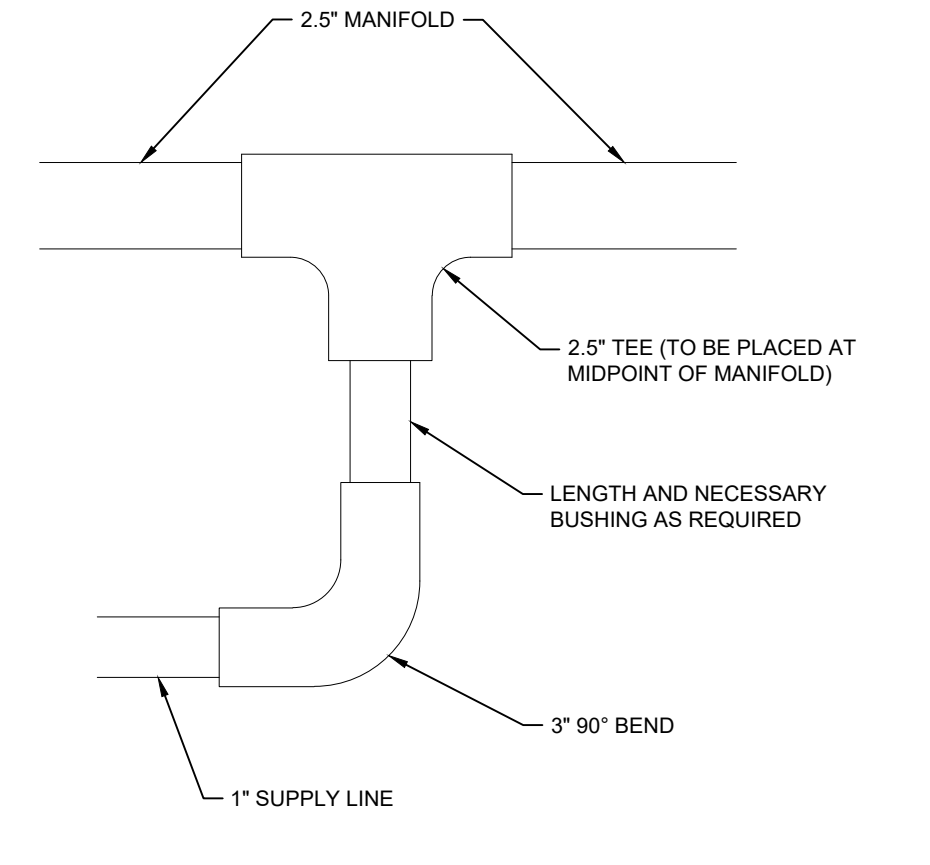 2.5" MANIFOLD
2.5" TEE (TO BE PLACED AT
MIDPOINT OF MANIFOLD)
LENGTH AND NECESSARY
BUSHING AS REQUIRED
3" 90° BEND
1" SUPPLY LINE